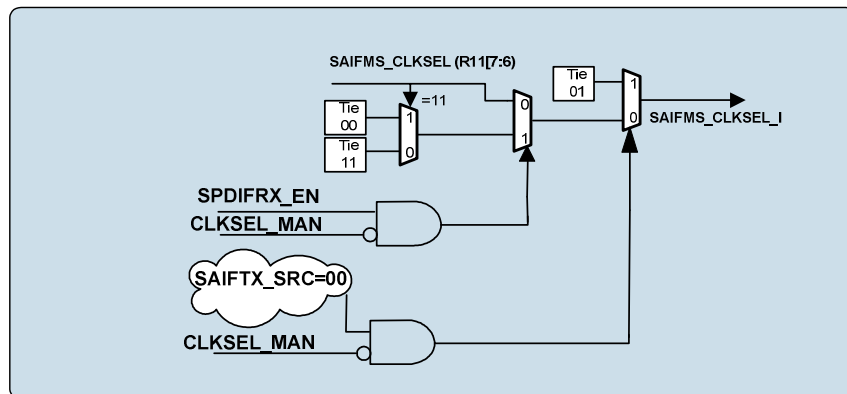 SAIFMS_CLKSEL (R11[7:6)
=11
Tie
00
1
0
Tie
11
0
1
Tie
01
1
0
SAIFMS_CLKSEL_I
SPDIFRX_EN
CLKSEL_MAN
SAIFTX_SRC=00
CLKSEL_MAN